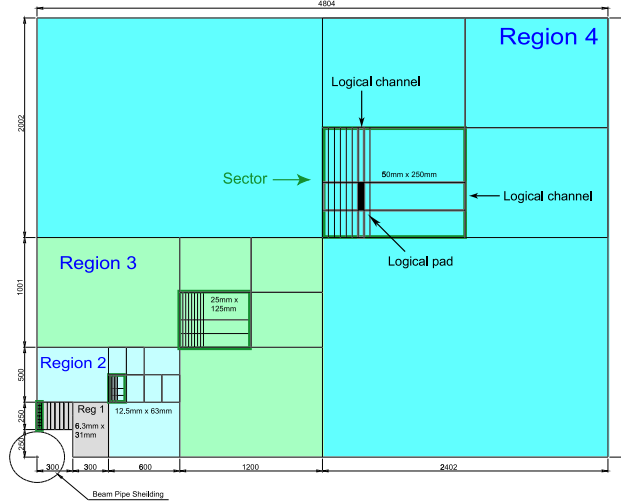 4804
Region 4
Logical channel
2002
50mm x 250mm
Sector
Logical channel
Logical pad
Region 3
1001
25mm x
125mm
Region 2
500
Reg 1
12.5mm x 63mm
6.3mm x
31mm
250
250
300
300
600
1200
2402
Beam Pipe Sheilding